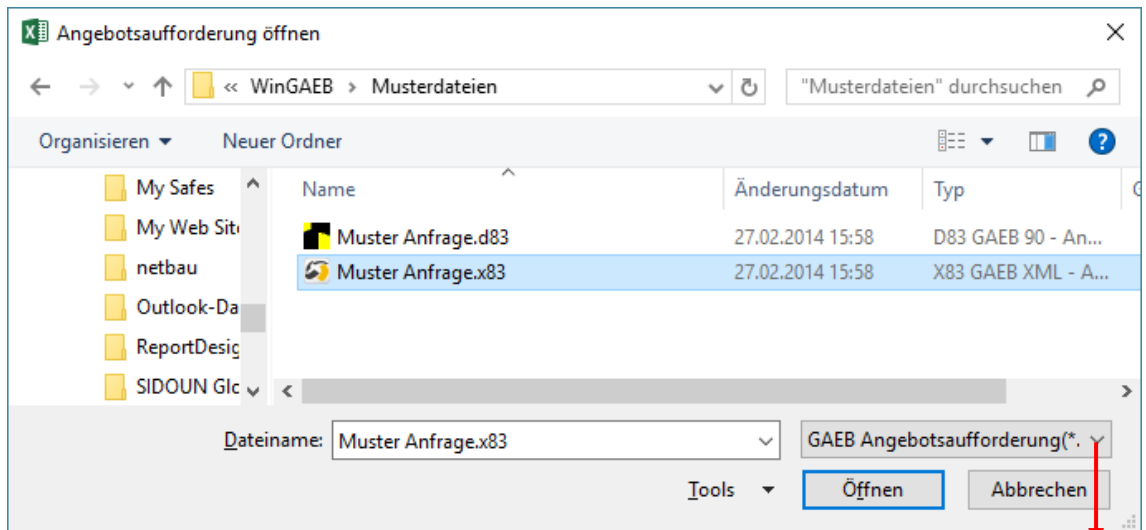 Angebotsaufforderung öffnen
« WinGAEB > Musterdateien
"Musterdateien" durchsuchen
Organisieren
Neuer Ordner
My Safes
My Web Site
netbau
Outlook-Da
ReportDesig
SIDOUN Glo
Name Änderungsdatum Typ G
Muster Anfrage.d83 27.02.2014 15:58 D83 GAEB 90 - An...
Muster Anfrage.x83 27.02.2014 15:58 X83 GAEB XML - A...
Dateiname: Muster Anfrage.x83 GAEB Angebotsaufforderung(*.
Tools Öffnen Abbrechen